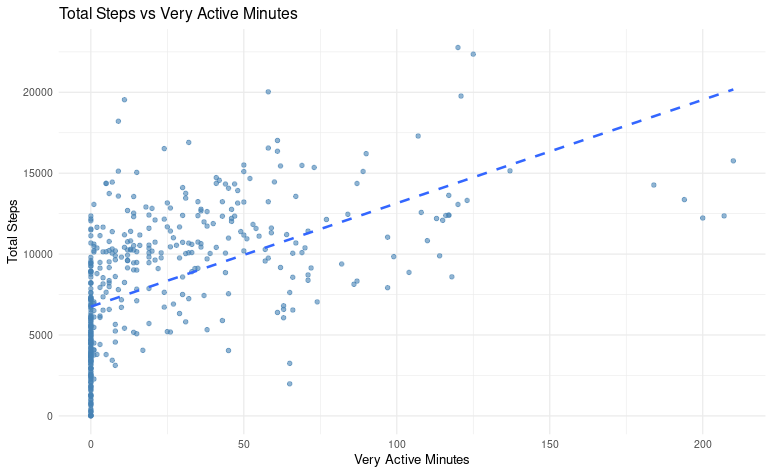 Total Steps vs Very Active Minutes
Total Steps
20000
15000
10000
5000
0
0 50 100 150 200
Very Active Minutes